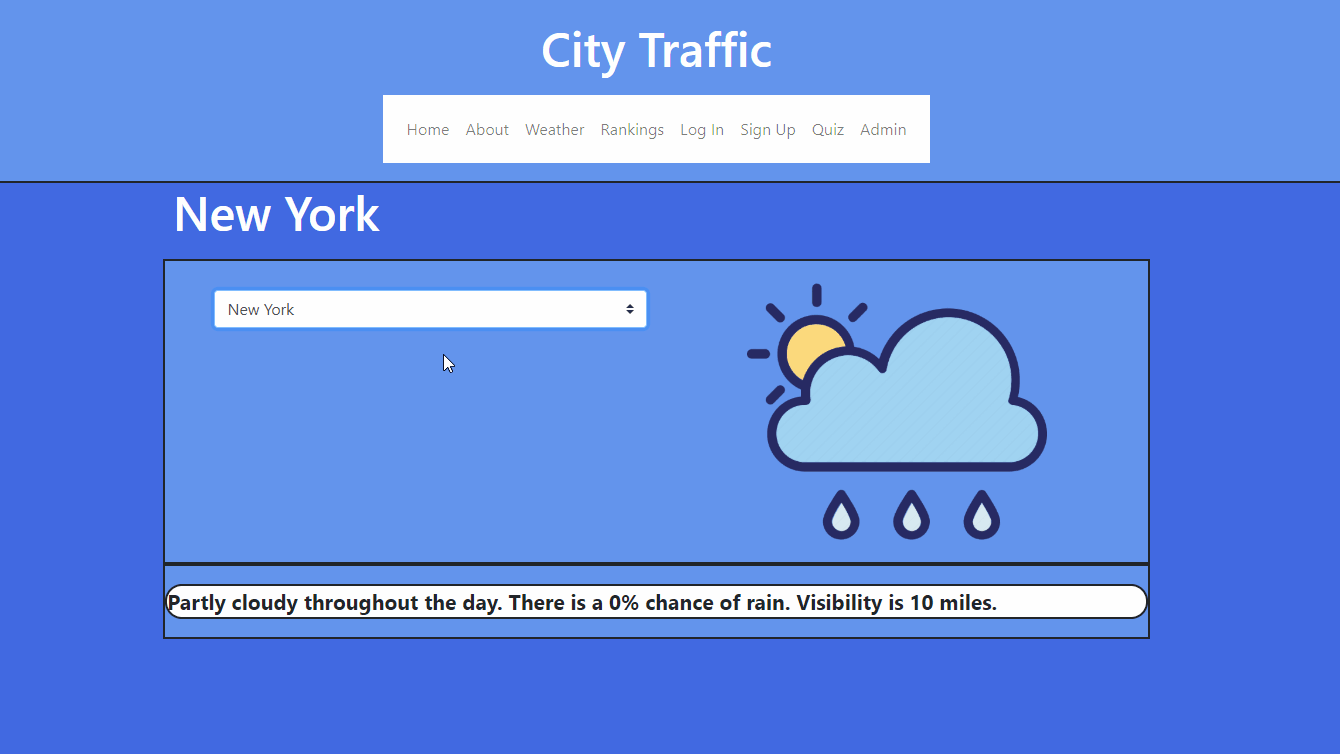 City Traffic
Home About Weather Rankings Log In Sign Up Quiz Admin
New York
New York
Partly cloudy throughout the day. There is a 0% chance of rain. Visibility is 10 miles.